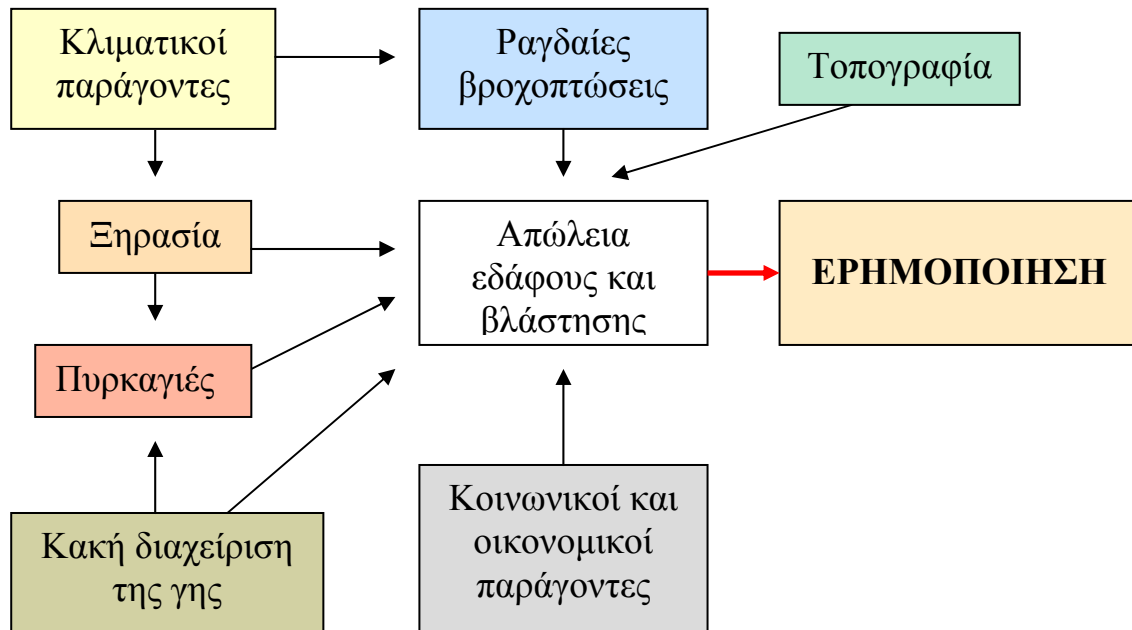 Κλιματικοί
παράγοντες
Ραγδαίες
βροχοπτώσεις
Τοπογραφία
Ξηρασία
Απώλεια
εδάφους και
βλάστησης
ΕΡΗΜΟΠΟΙΗΣΗ
Πυρκαγιές
Κακή διαχείριση
της γης
Κοινωνικοί και
οικονομικοί
παράγοντες